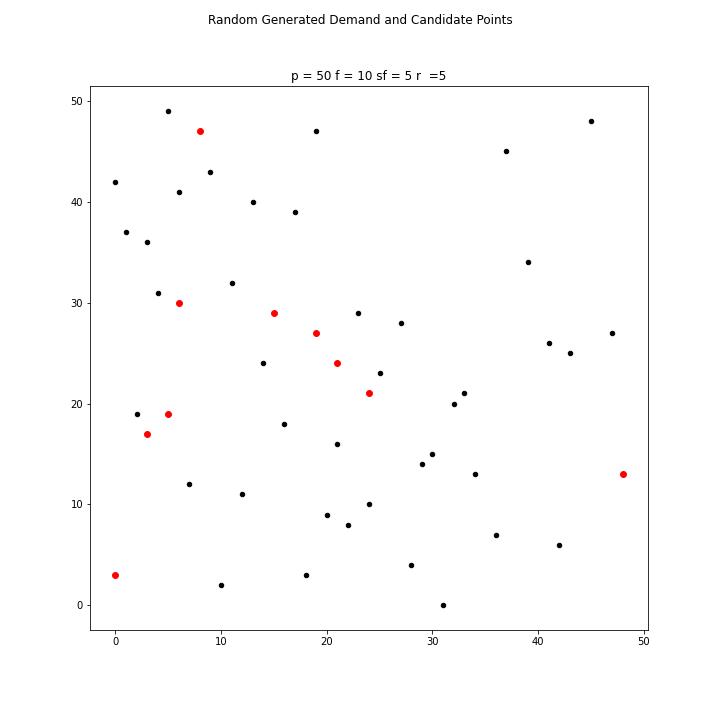 Random Generated Demand and Candidate Points
p = 50 f = 10 sf = 5 r  =5
50
40
30
20
10
0
0 10 20 30 40 50